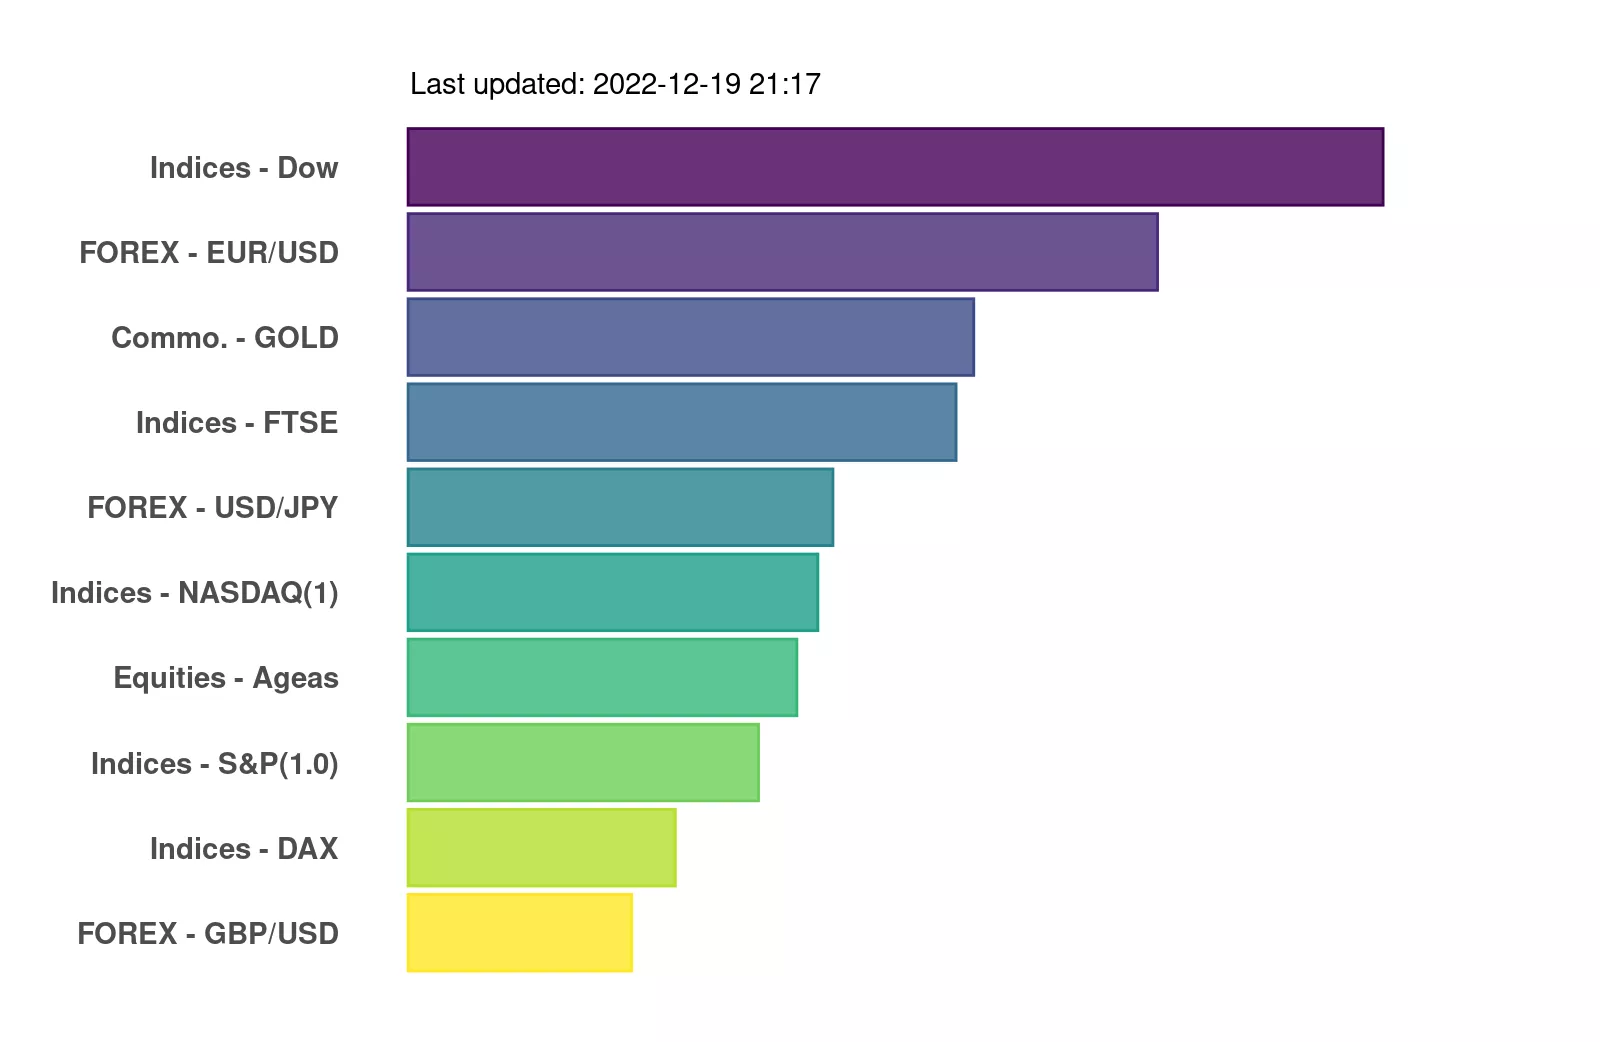 Last updated: 2022-12-19 21:17
Indices - Dow
FOREX - EUR/USD
Commo. - GOLD
Indices - FTSE
FOREX - USD/JPY
Indices - NASDAQ(1)
Equities - Ageas
Indices - S&P(1.0)
Indices - DAX
FOREX - GBP/USD